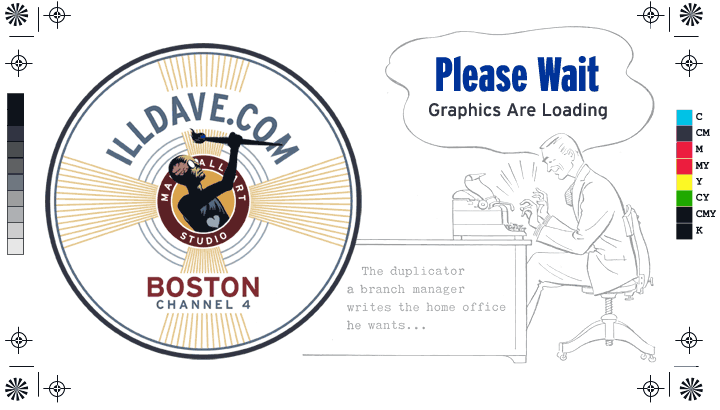 ILLDAVE.COM
STUDIO
BOSTON
CHANNEL 4
Please Wait
Graphics Are Loading
The duplicator
a branch manager
writes the home office
he wants...
C
CM
M
MY
Y
CY
CMY
K